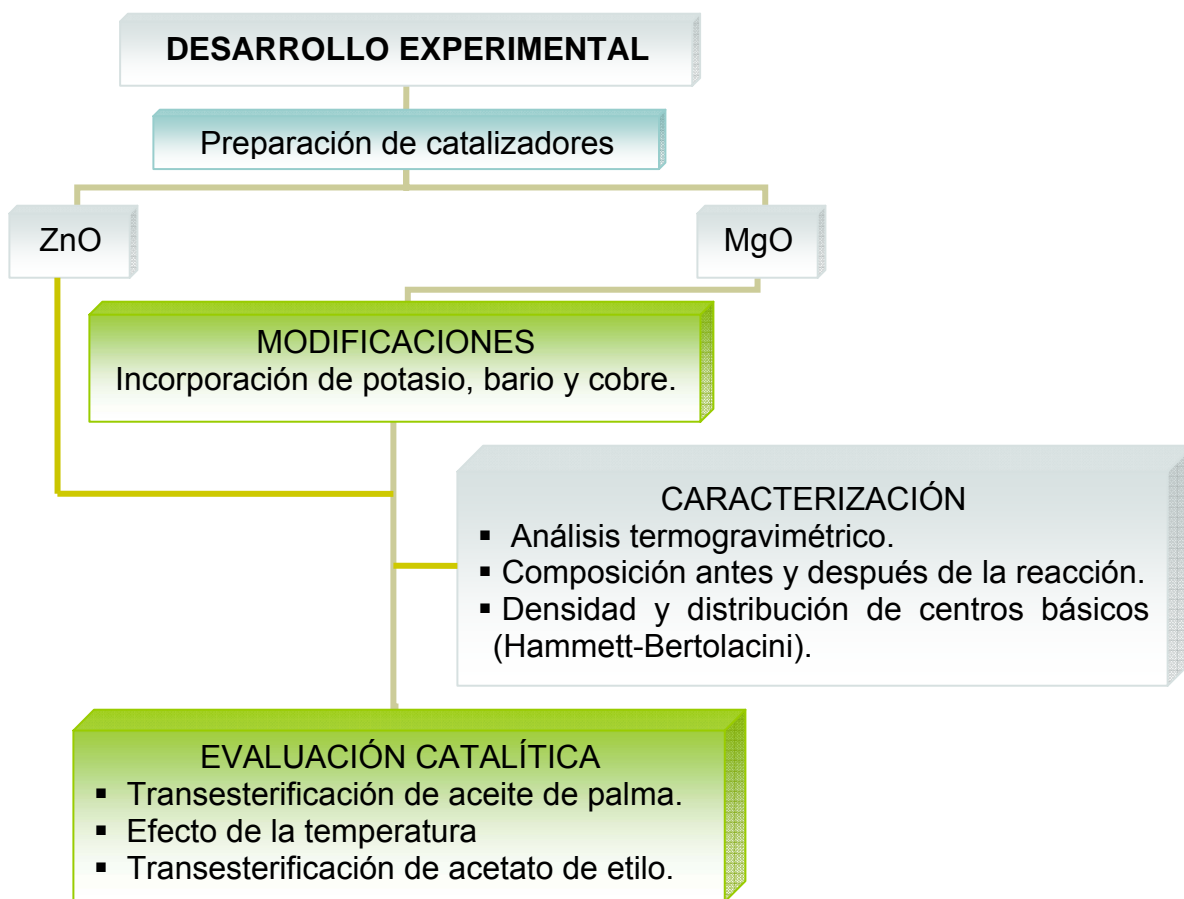 DESARROLLO EXPERIMENTAL
Preparación de catalizadores
ZnO
MgO
MODIFICACIONES
Incorporación de potasio, bario y cobre.
CARACTERIZACIÓN
▪ Análisis termogravimétrico.
▪ Composición antes y después de la reacción.
▪ Densidad y distribución de centros básicos
(Hammett-Bertolacini).
EVALUACIÓN CATALÍTICA
▪ Transesterificación de aceite de palma.
▪ Efecto de la temperatura
▪ Transesterificación de acetato de etilo.